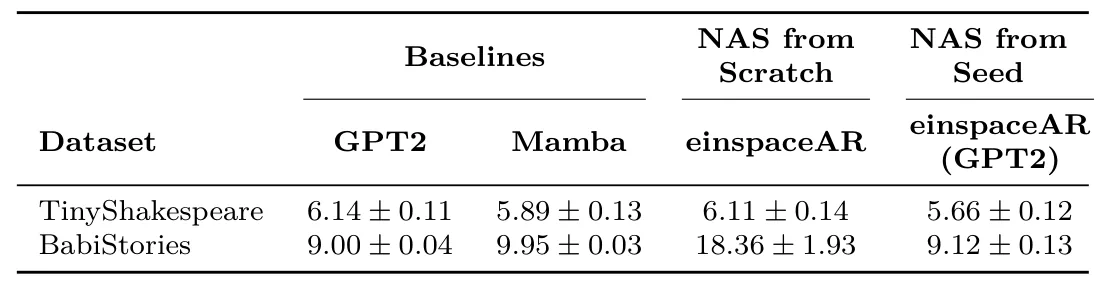 Baselines NAS from Scratch NAS from Seed
Dataset GPT2 Mamba einspaceAR einspaceAR (GPT2)
TinyShakespeare 6.14 ± 0.11 5.89 ± 0.13 6.11 ± 0.14 5.66 ± 0.12
BabiStories 9.00 ± 0.04 9.95 ± 0.03 18.36 ± 1.93 9.12 ± 0.13